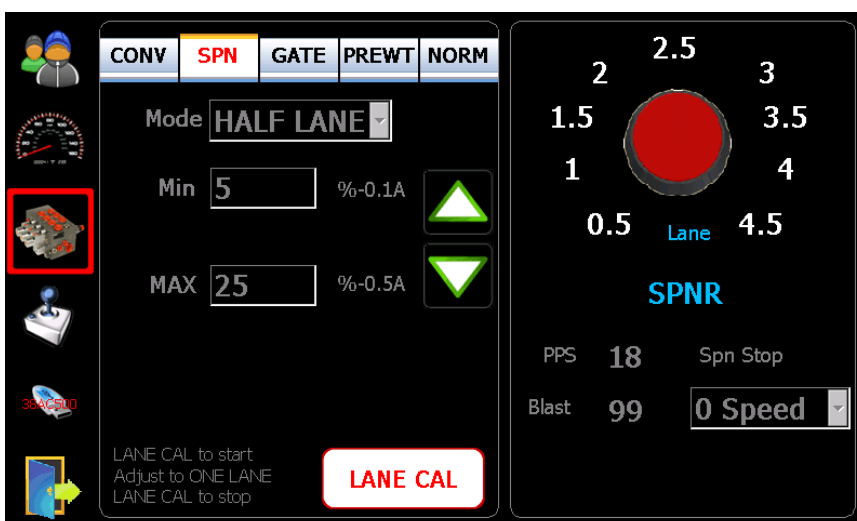 CONV SPN GATE PREWT NORM
Mode HALF LANE
Min 5 %-0.1A
MAX 25 %-0.5A
LANE CAL to start
Adjust to ONE LANE
LANE CAL to stop
LANE CAL
2.5
2 3
1.5 3.5
1 4
0.5 Lane 4.5
SPNR
PPS 18 Spn Stop
Blast 99 0 Speed